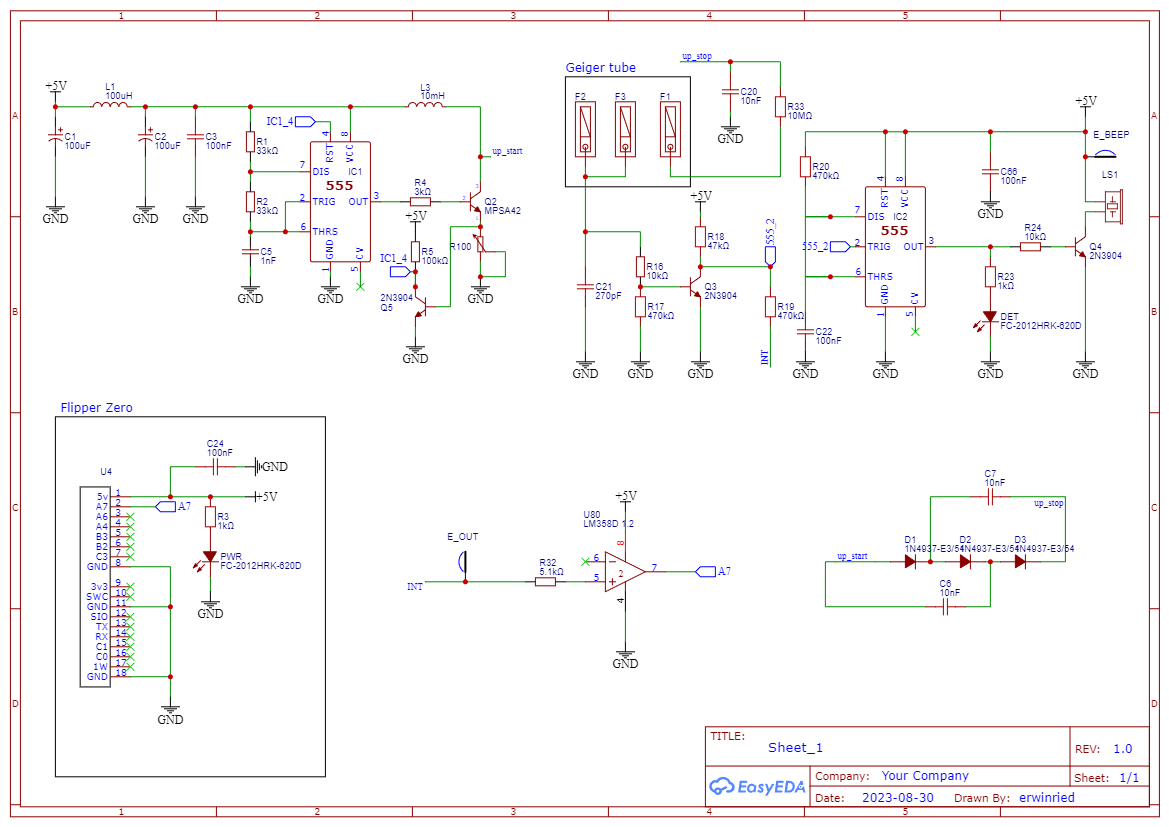 1 2 3 4 5
A
B
C
D
+5V
L1
100uH
C1
100uF
GND
C2
100uF
GND
C3
100nF
GND
R1
33kΩ
R2
33kΩ
C5
1nF
GND
IC1_4
RST
VCC
4
8
7
DIS
IC1
555
2
TRIG
OUT
3
6
THRS
GND
CV
1
5
GND
L3
10mH
up_start
R4
3kΩ
Q2
MPSA42
1
2
3
+5V
R5
100kΩ
R100
GND
IC1_4
2N3904
Q5
GND
Geiger tube
F2
F3
F1
up_stop
C20
10nF
GND
R33
10MΩ
+5V
R18
47kΩ
555_2
R16
10kΩ
R17
470kΩ
C21
270pF
Q3
2N3904
R19
470kΩ
INT
GND
GND
GND
R20
470kΩ
4
8
RST
VCC
7
DIS
IC2
555
555_2
2
TRIG
OUT
3
6
THRS
GND
CV
1
5
C22
100nF
GND
GND
C66
100nF
GND
+5V
E_BEEP
LS1
R24
10kΩ
Q4
2N3904
R23
1kΩ
DET
FC-2012HRK-620D
GND
GND
Flipper Zero
C24
100nF
GND
U4
5v 1
A7 2
A6 3
A4 4
B3 5
B2 6
C3 7
GND 8
3v3 9
SWC 10
GND 11
SIO 12
TX 13
RX 14
C1 15
C0 16
1W 17
GND 18
A7
+5V
R3
1kΩ
PWR
FC-2012HRK-620D
GND
GND
E_OUT
INT
R32
5.1kΩ
+5V
U80
LM358D 1.2
8
6
5
2
7
4
A7
GND
C7
10nF
up_stop
up_start
D1
1N4937-E3/54
D2
1N4937-E3/54
D3
1N4937-E3/54
C6
10nF
TITLE:
Sheet_1
REV: 1.0
EasyEDA
Company: Your Company
Sheet: 1/1
Date: 2023-08-30 Drawn By: erwinried
A
B
C
D
1 2 3 4 5